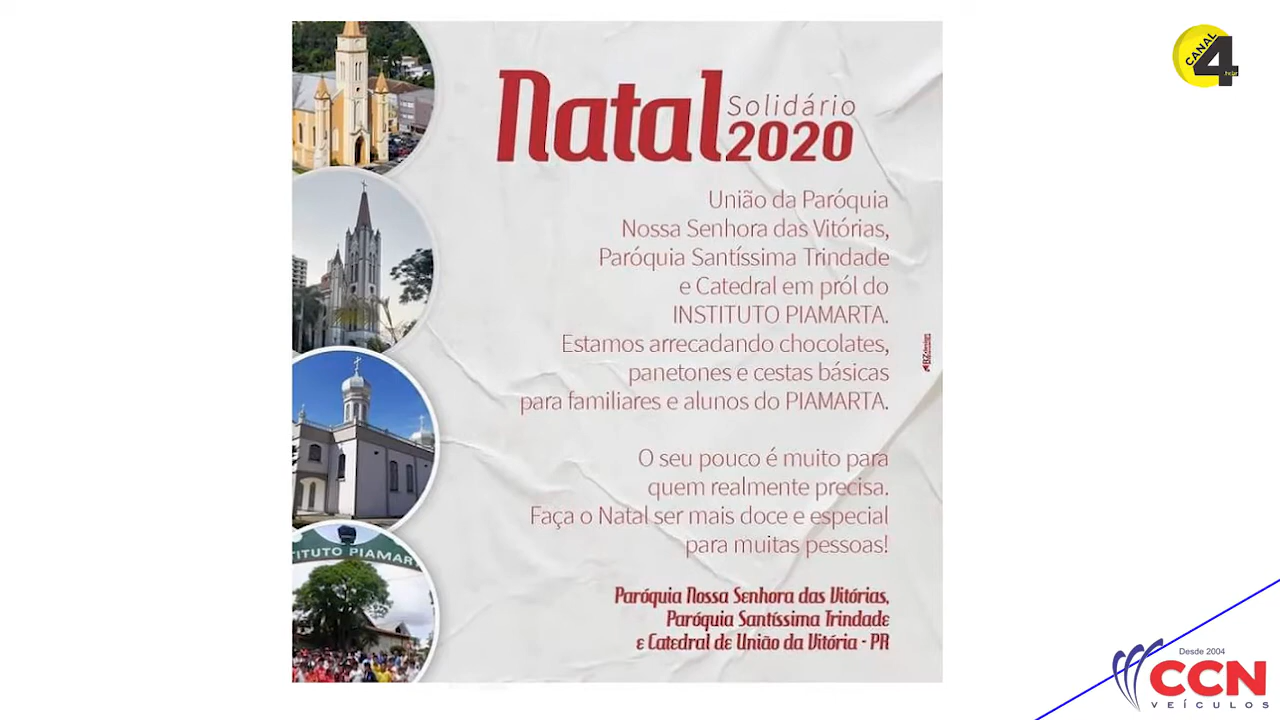 CANAL
4
.help
Natal
Solidário
2020
União da Paróquia
Nossa Senhora das Vitórias,
Paróquia Santíssima Trindade
e Catedral em pról do
INSTITUTO PIAMARTA.
Estamos arrecadando chocolates,
panetones e cestas básicas
para familiares e alunos do PIAMARTA.
O seu pouco é muito para
quem realmente precisa.
Faça o Natal ser mais doce e especial
para muitas pessoas!
Paróquia Nossa Senhora das Vitórias,
Paróquia Santíssima Trindade
e Catedral de União da Vitória - PR
TITUTO PIAMART
Desde 2004
CCN
VEÍCULOS